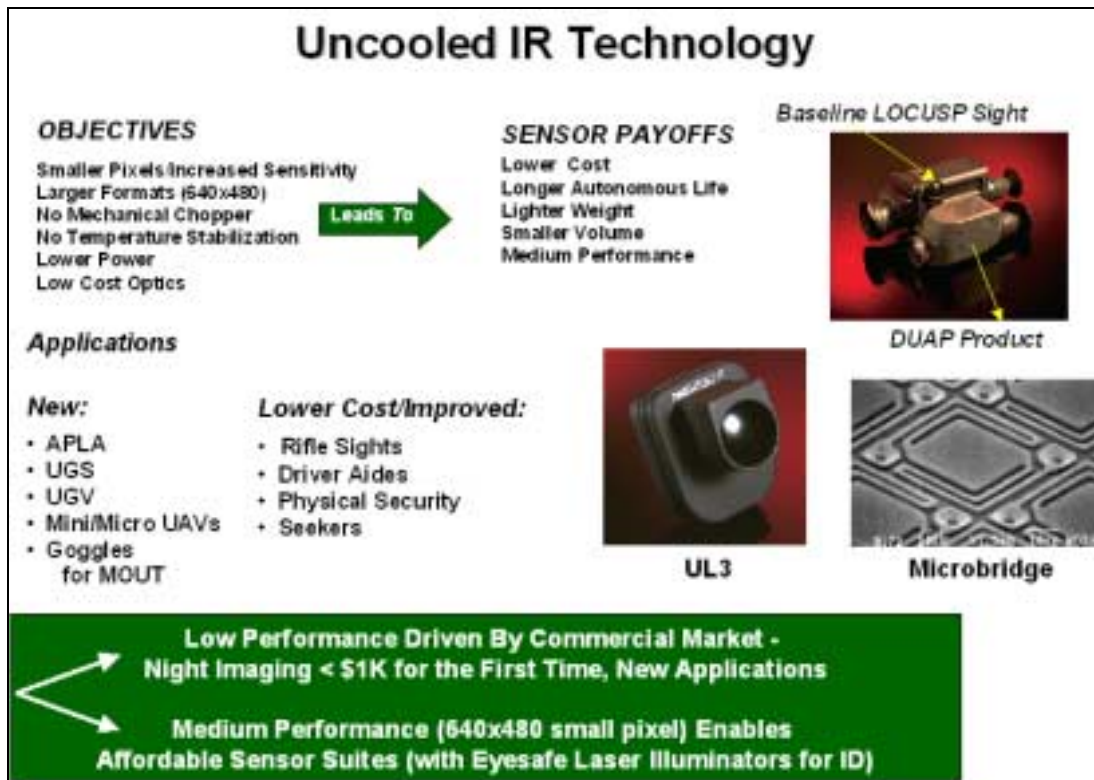 Uncooled IR Technology
OBJECTIVES
Smaller Pixels/Increased Sensitivity
Larger Formats (640x480)
No Mechanical Chopper
No Temperature Stabilization
Lower Power
Low Cost Optics
Leads To
SENSOR PAYOFFS
Lower Cost
Longer Autonomous Life
Lighter Weight
Smaller Volume
Medium Performance
Baseline LOCUSP Sight
DUAP Product
Applications
New:
• APLA
• UGS
• UGV
• Mini/Micro UAVs
• Goggles
for MOUT
Lower Cost/Improved:
• Rifle Sights
• Driver Aides
• Physical Security
• Seekers
UL3
Microbridge
Low Performance Driven By Commercial Market -
Night Imaging < $1K for the First Time, New Applications
Medium Performance (640x480 small pixel) Enables
Affordable Sensor Suites (with Eyesafe Laser Illuminators for ID)